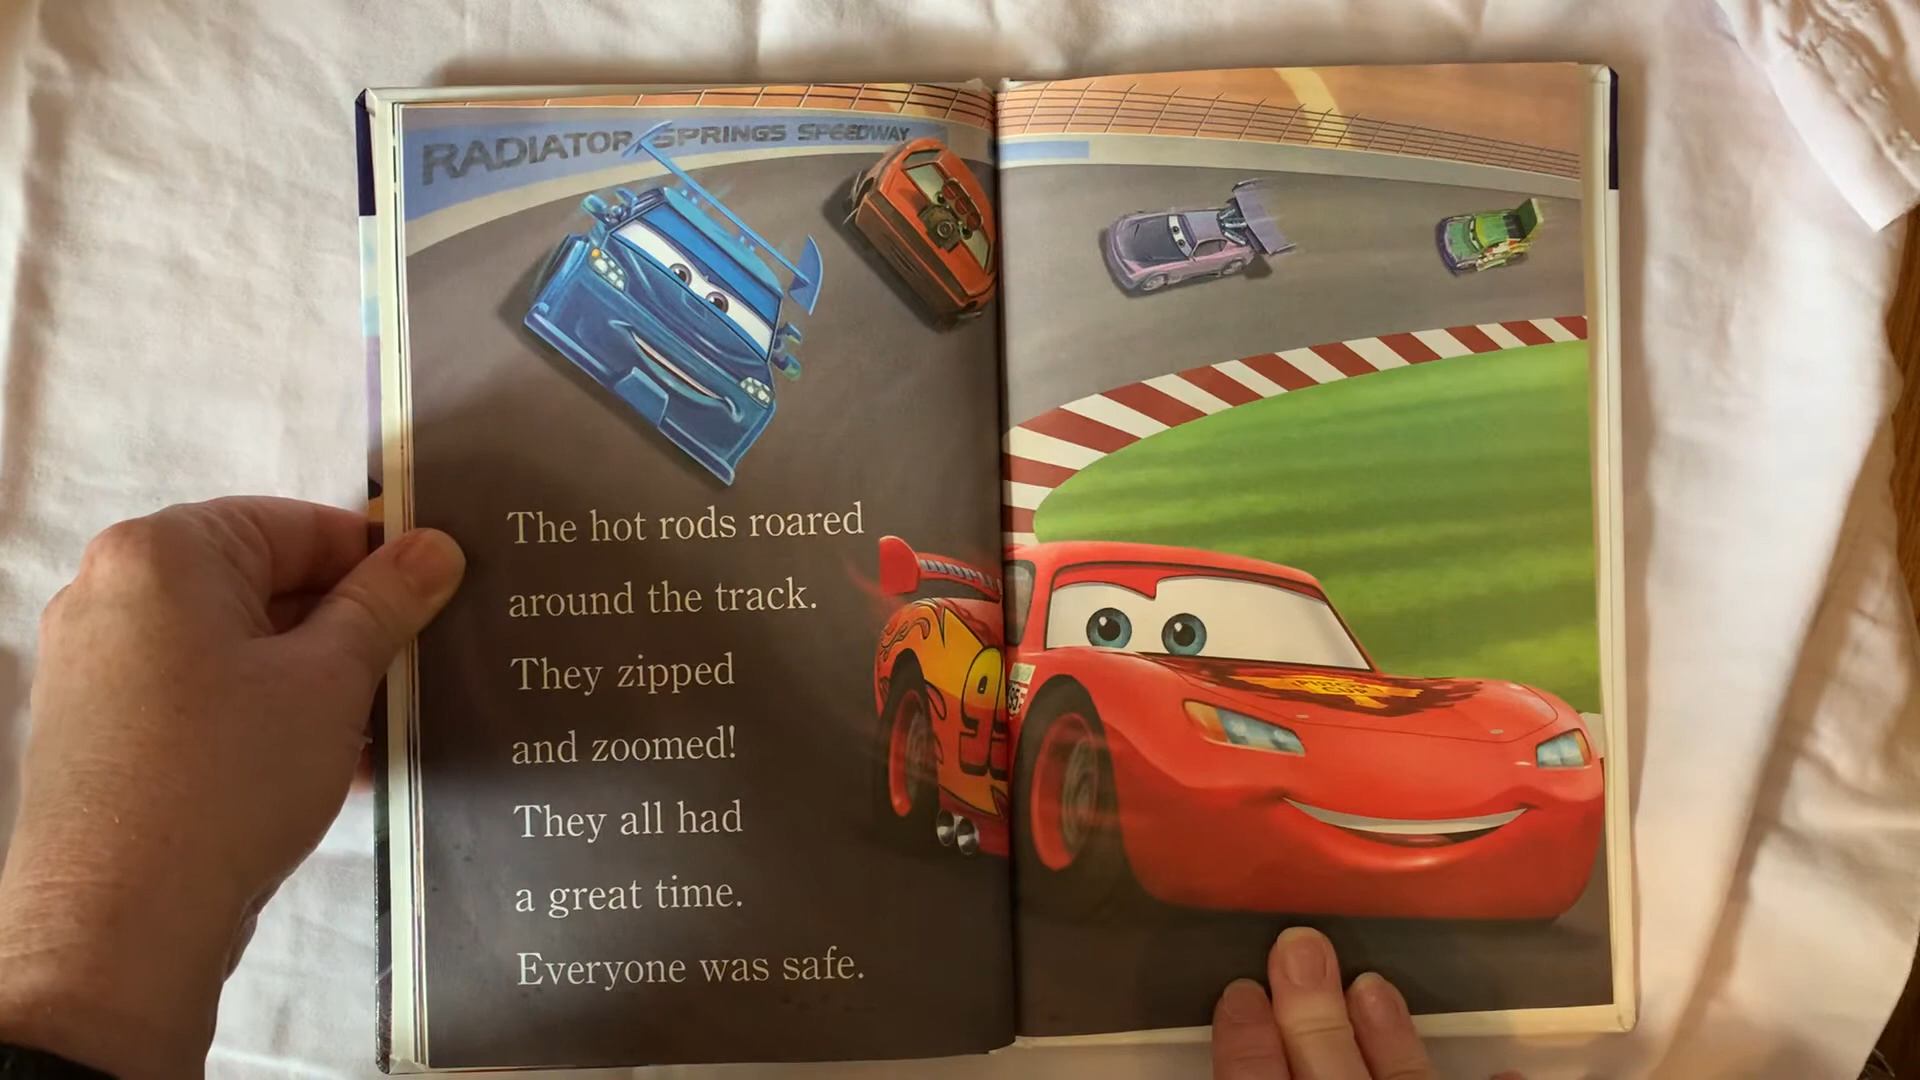 RADIATOR SPRINGS SPEEDWAY
The hot rods roared
around the track.
They zipped
and zoomed!
They all had
a great time.
Everyone was safe.
95